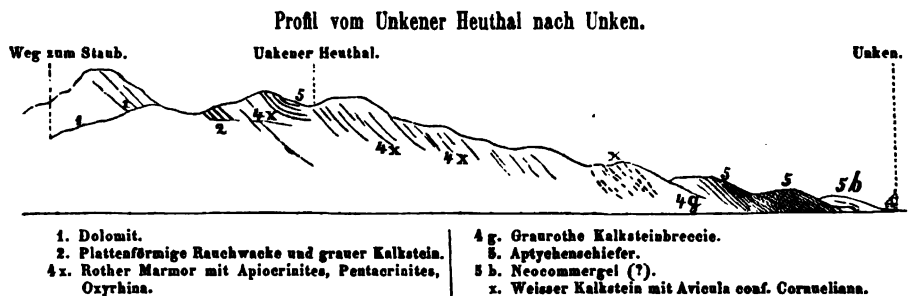 Profil vom Unkener Heuthal nach Unken.
Weg zum Staub.
Unkener Heuthal.
Unken.
1
2
2
4x
5
4x
4x
x
4g
5
5
5b
1. Dolomit.
2. Plattenförmige Rauchwacke und grauer Kalkstein.
4x. Rother Marmor mit Apiocrinites, Pentacrinites,
Oxyrhina.
4g. Graurothe Kalksteinbreccie.
5. Aptychenschiefer.
5b. Neocommergel (?).
x. Weisser Kalkstein mit Avicula conf. Cornueliana.